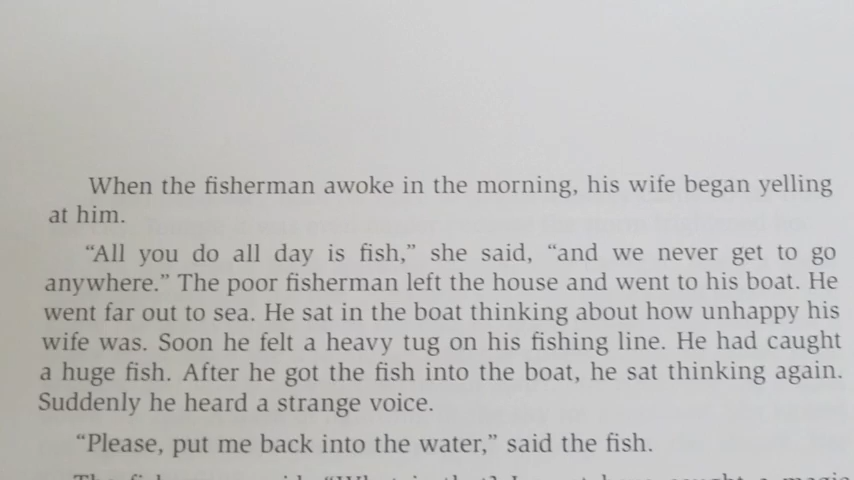 When the fisherman awoke in the morning, his wife began yelling
at him.
“All you do all day is fish,” she said, “and we never get to go
anywhere.” The poor fisherman left the house and went to his boat. He
went far out to sea. He sat in the boat thinking about how unhappy his
wife was. Soon he felt a heavy tug on his fishing line. He had caught
a huge fish. After he got the fish into the boat, he sat thinking again.
Suddenly he heard a strange voice.
“Please, put me back into the water,” said the fish.